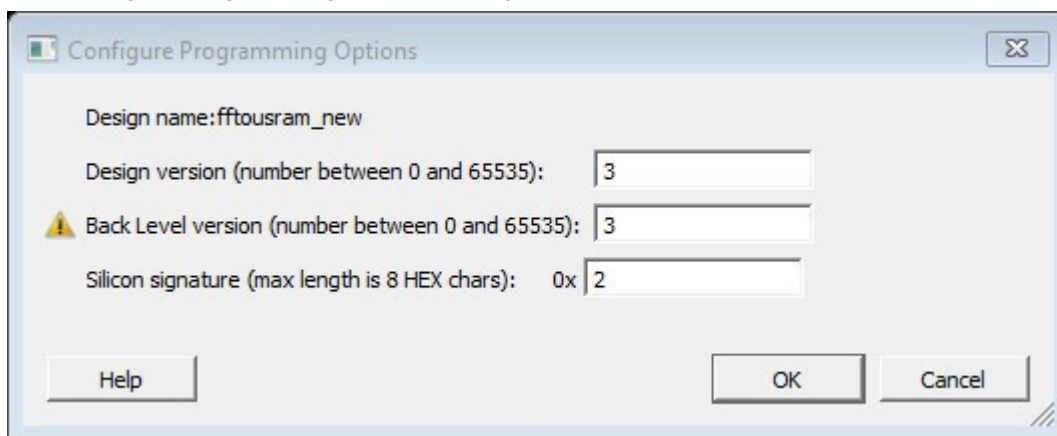 Configure Programming Options
Design name:fftousram_new
Design version (number between 0 and 65535): 3
Back Level version (number between 0 and 65535): 3
Silicon signature (max length is 8 HEX chars): 0x 2
Help OK Cancel